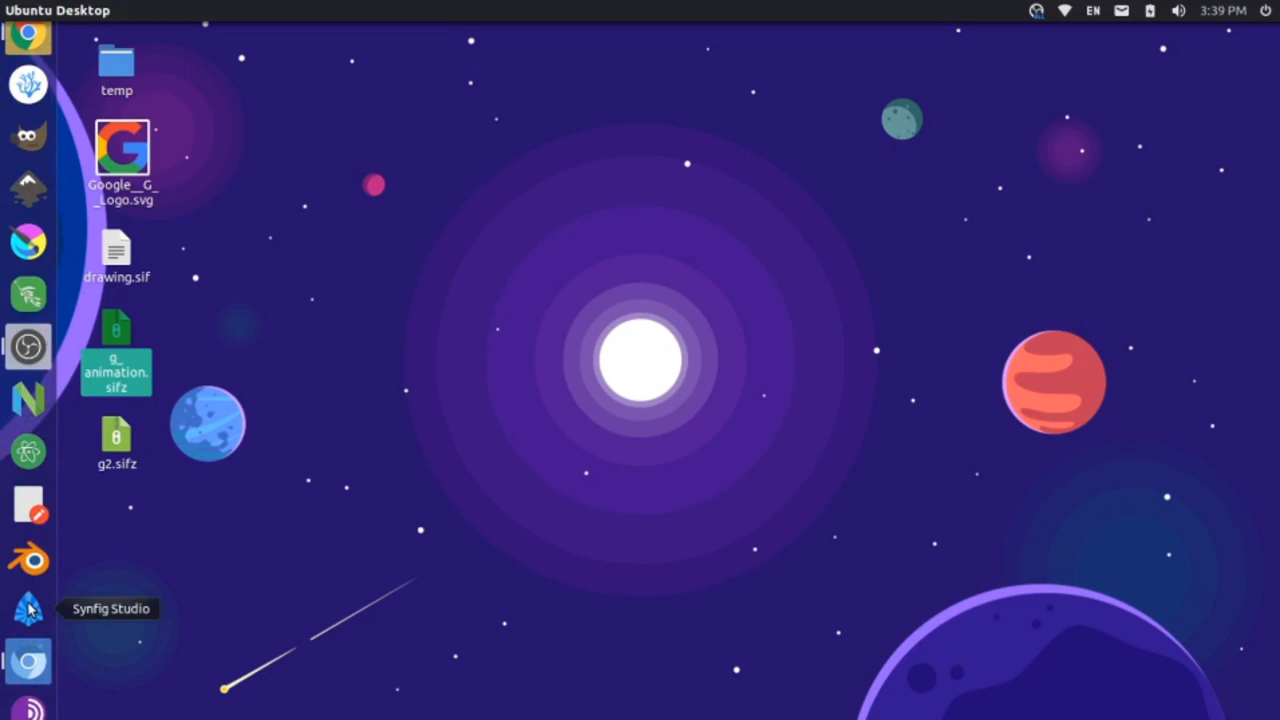 Ubuntu Desktop
EN
3:39 PM
temp
Google__G_
_Logo.svg
drawing.sif
g_
animation.
sifz
g2.sifz
Synfig Studio